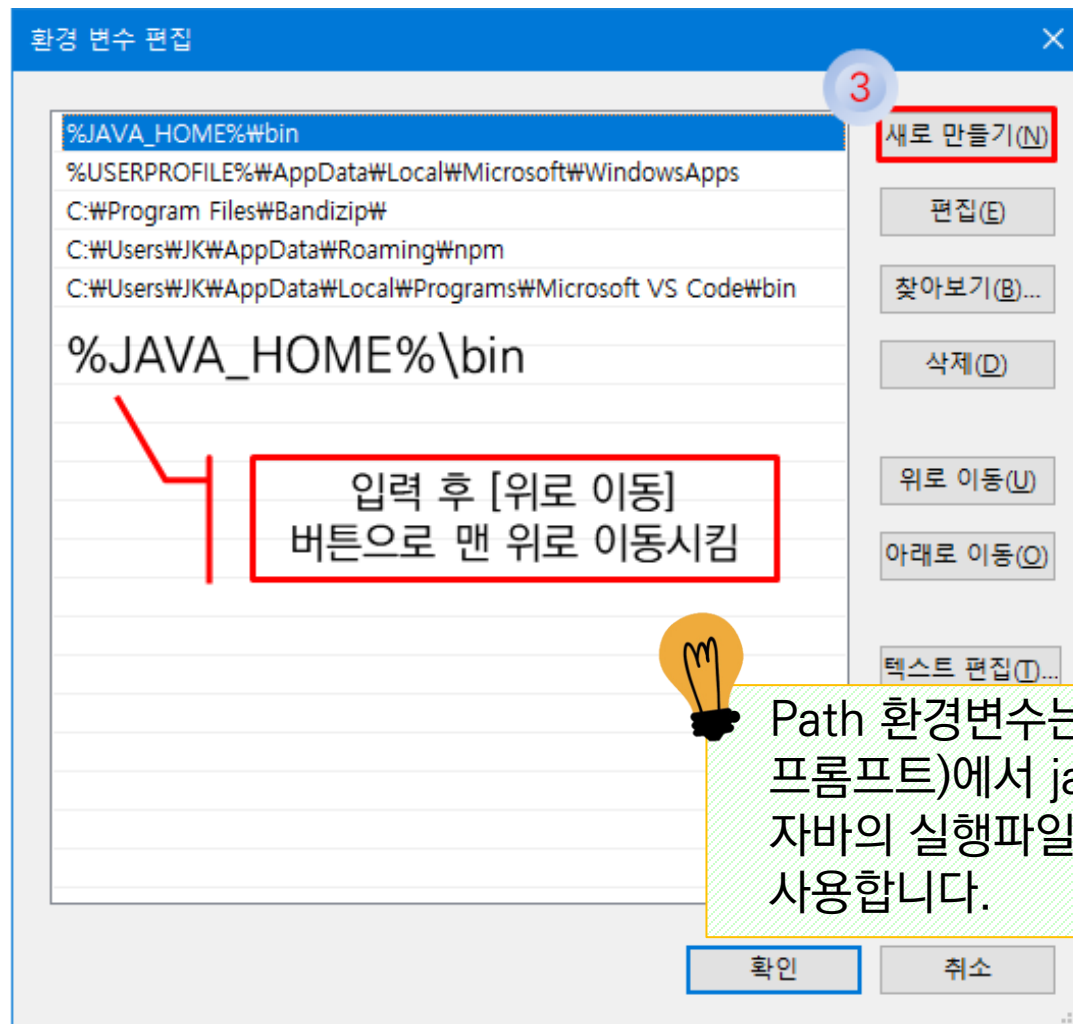 환경 변수 편집
3
%JAVA_HOME%₩bin
새로 만들기(N)
%USERPROFILE%₩AppData₩Local₩Microsoft₩WindowsApps
C:₩Program Files₩Bandizip₩
편집(E)
C:₩Users₩JK₩AppData₩Roaming₩npm
C:₩Users₩JK₩AppData₩Local₩Programs₩Microsoft VS Code₩bin
찾아보기(B)...
%JAVA_HOME%\bin
삭제(D)
입력 후 [위로 이동]
버튼으로 맨 위로 이동시킴
위로 이동(U)
아래로 이동(O)
텍스트 편집(T)...
Path 환경변수는
프롬프트)에서 ja
자바의 실행파일
사용합니다.
확인
취소